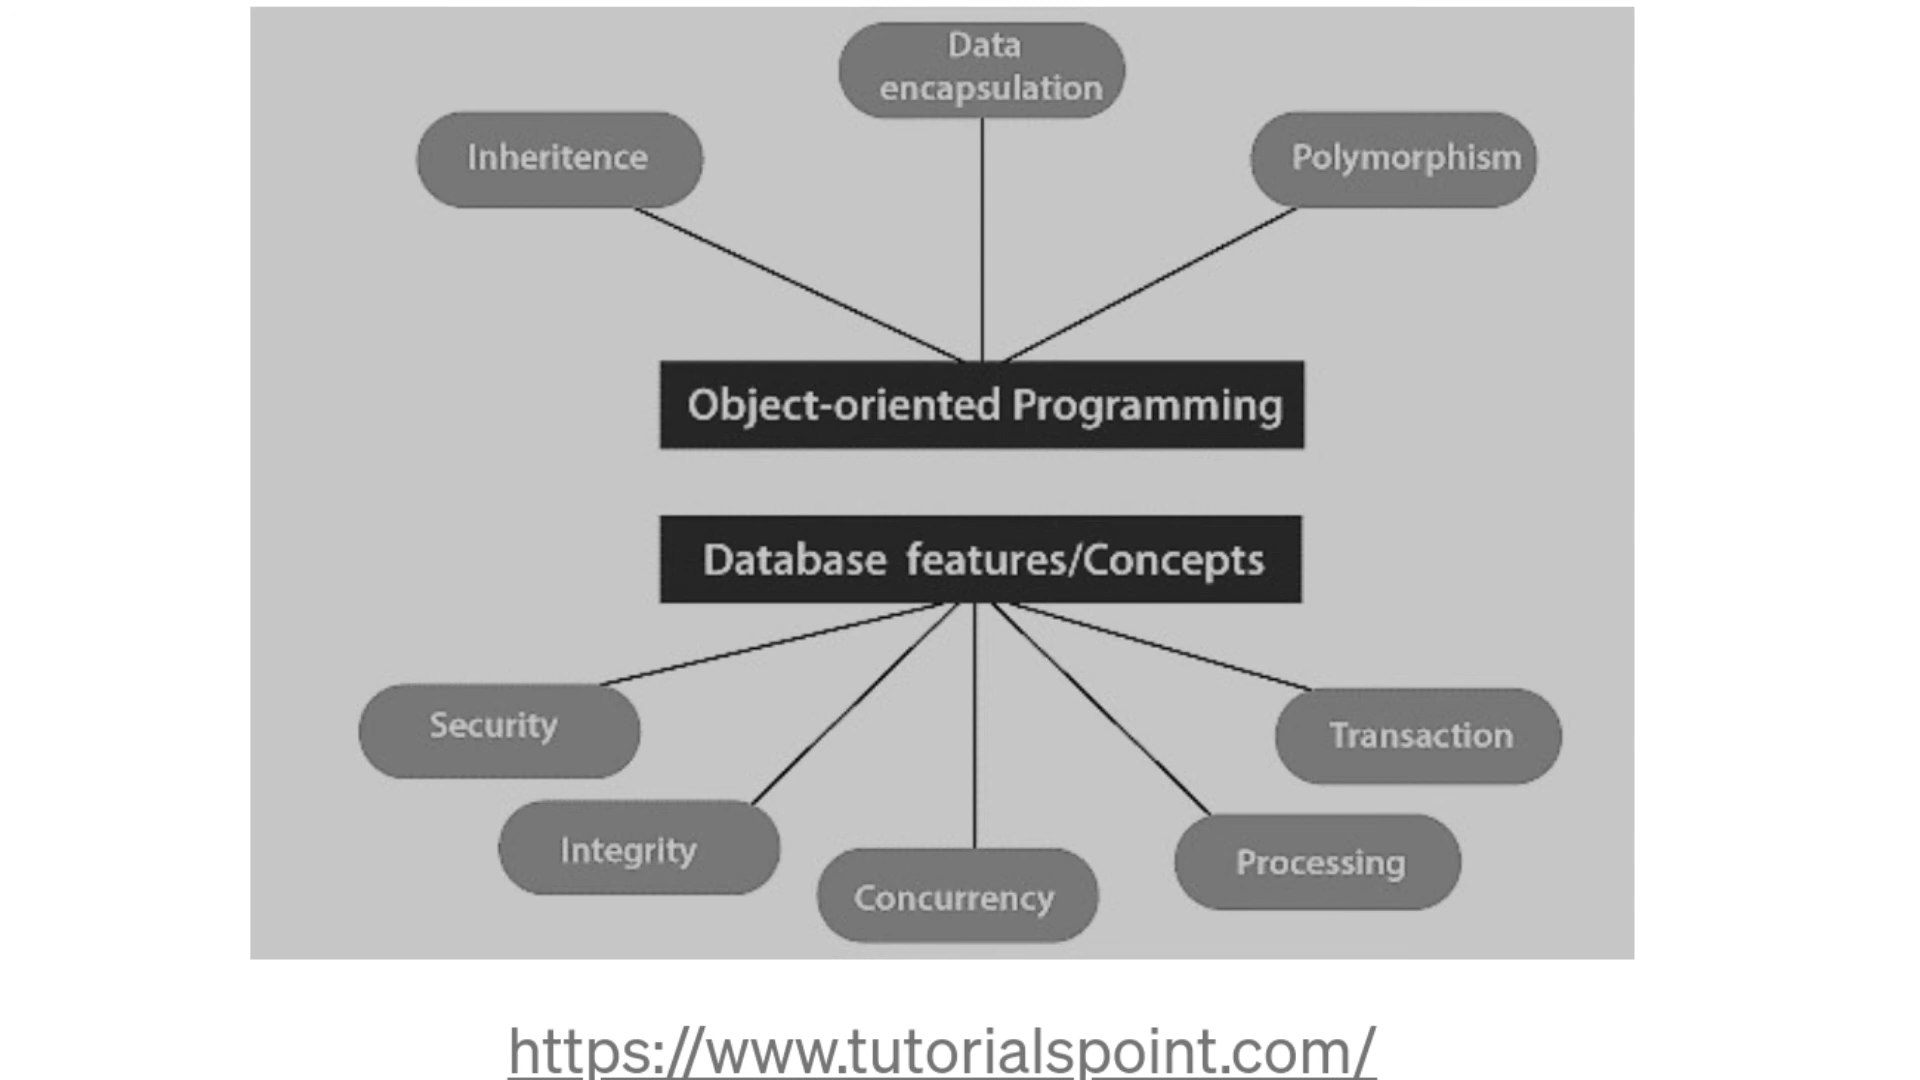 Data
encapsulation
Inheritence
Polymorphism
Object-oriented Programming
Database features/Concepts
Security
Transaction
Integrity
Processing
Concurrency
https://www.tutorialspoint.com/